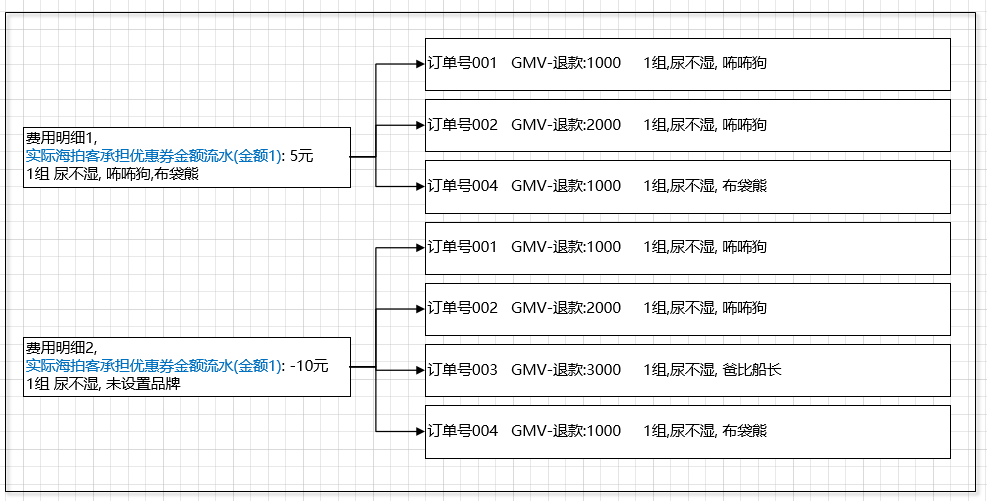 费用明细1,
实际海拍客承担优惠券金额流水(金额1): 5元
1组 尿不湿, 咘咘狗,布袋熊
订单号001 GMV-退款:1000 1组,尿不湿, 咘咘狗
订单号002 GMV-退款:2000 1组,尿不湿, 咘咘狗
订单号004 GMV-退款:1000 1组,尿不湿, 布袋熊
费用明细2,
实际海拍客承担优惠券金额流水(金额1): -10元
1组 尿不湿, 未设置品牌
订单号001 GMV-退款:1000 1组,尿不湿, 咘咘狗
订单号002 GMV-退款:2000 1组,尿不湿, 咘咘狗
订单号003 GMV-退款:3000 1组,尿不湿, 爸比船长
订单号004 GMV-退款:1000 1组,尿不湿, 布袋熊